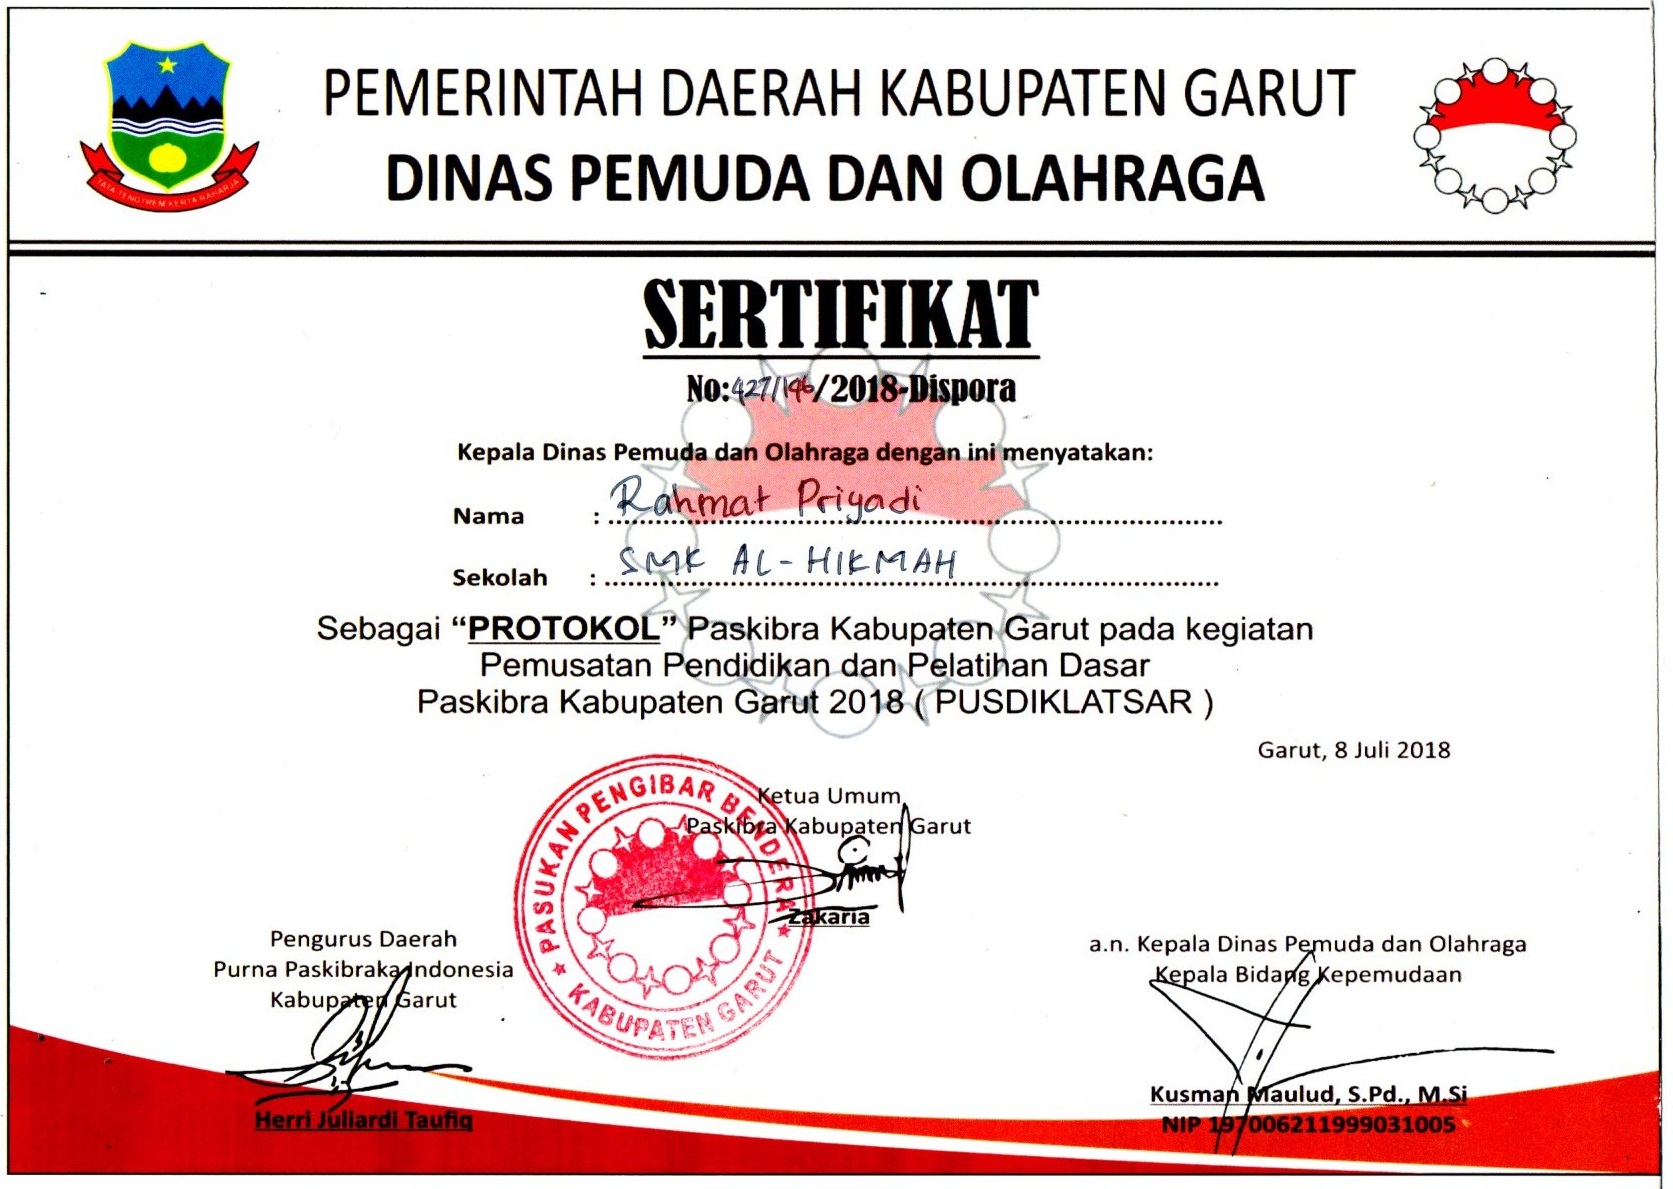 PEMERINTAH DAERAH KABUPATEN GARUT
DINAS PEMUDA DAN OLAHRAGA
TATA TENGTREM KERTA RAHARJA
SERTIFIKAT
No:427/146/2018-Dispora
Kepala Dinas Pemuda dan Olahraga dengan ini menyatakan:
Nama : Rahmat Priyadi
Sekolah : SMK AL-HIKMAH
Sebagai “PROTOKOL” Paskibra Kabupaten Garut pada kegiatan
Pemusatan Pendidikan dan Pelatihan Dasar
Paskibra Kabupaten Garut 2018 ( PUSDIKLATSAR )
Garut, 8 Juli 2018
Ketua Umum
Paskibra Kabupaten Garut
Zakaria
PASUKAN PENGIBAR BENDERA
KABUPATEN GARUT
Pengurus Daerah
Purna Paskibraka Indonesia
Kabupaten Garut
Herri Juliardi Taufiq
a.n. Kepala Dinas Pemuda dan Olahraga
Kepala Bidang Kepemudaan
Kusman Maulud, S.Pd., M.Si
NIP 197006211999031005